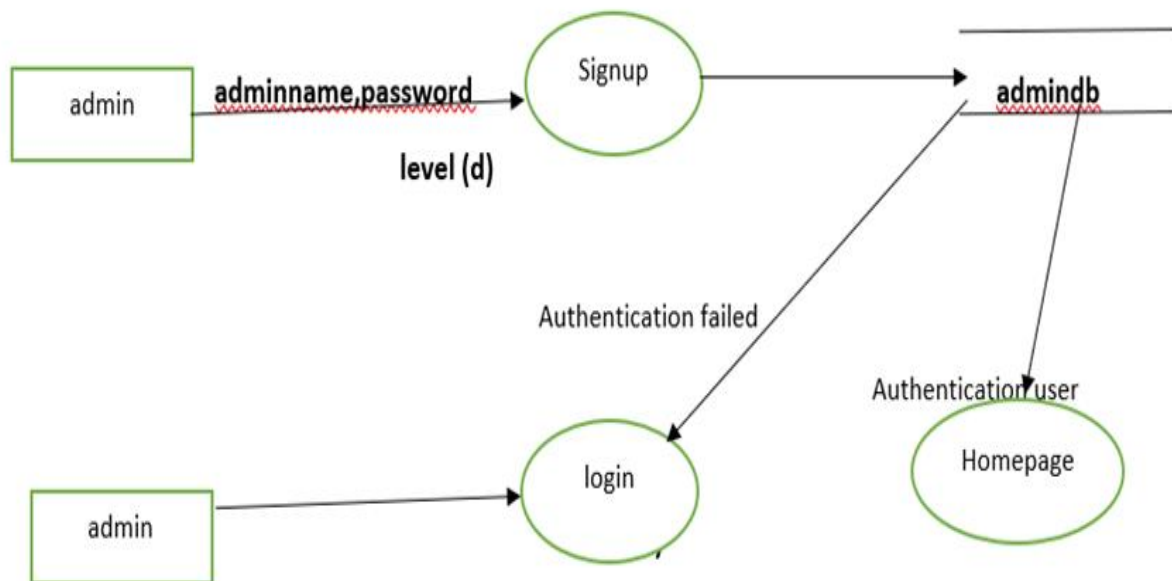 Signup
admin
adminname,password
admindb
level (d)
Authentication failed
Authentication user
Homepage
login
admin